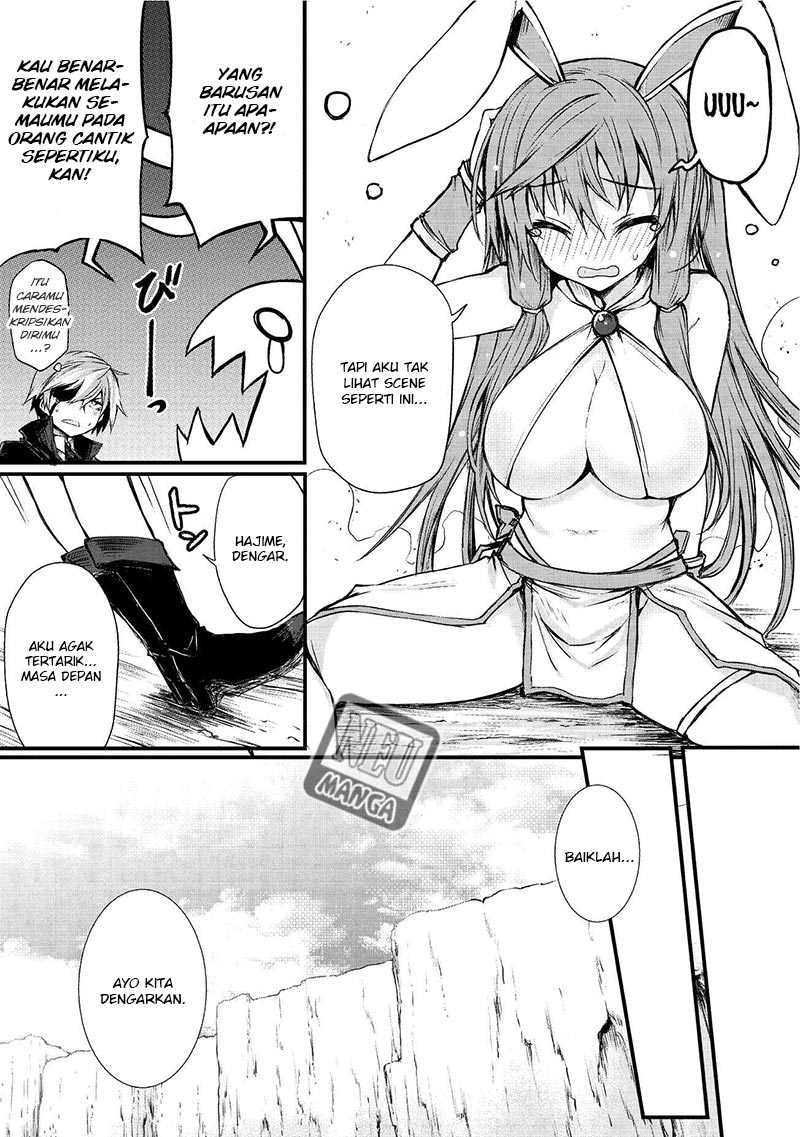 UUU~
TAPI AKU TAK
LIHAT SCENE
SEPERTI INI...
YANG
BARUSAN
ITU APA-
APAAN?!
KAU BENAR-
BENAR MELA-
KUKAN SE-
MAUMU PADA
ORANG CANTIK
SEPERTIKU,
KAN!
びーっ
ITU
CARAMU
MENDES-
KRIPSIKAN
DIRIMU
...?
HAJIME,
DENGAR.
トッ
AKU AGAK
TERTARIK...
MASA DEPAN
...
NEU
MANGA
BAIKLAH...
AYO KITA
DENGARKAN.